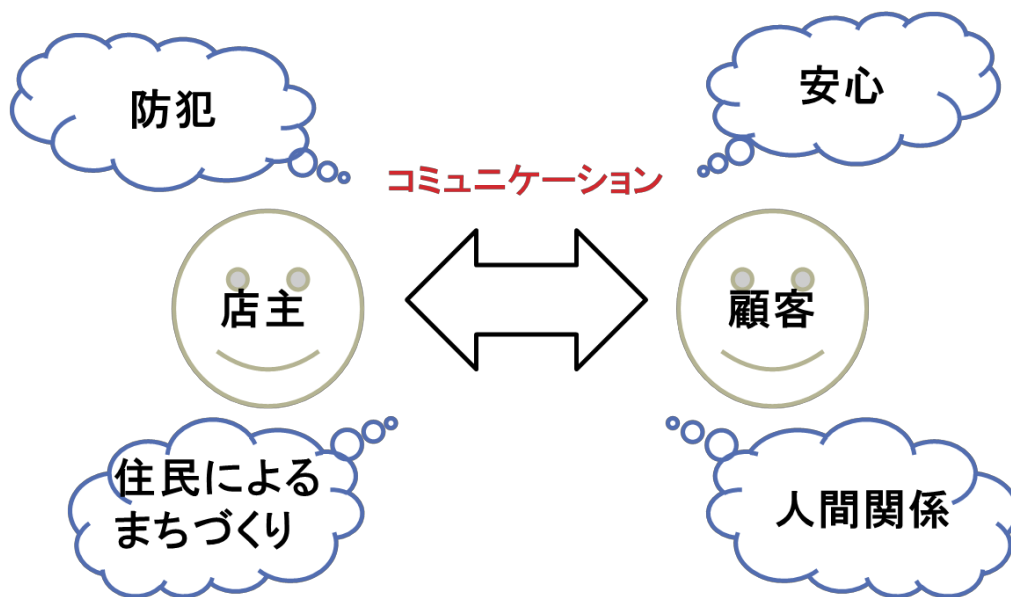 防犯
安心
コミュニケーション
店主
顧客
住民による
まちづくり
人間関係